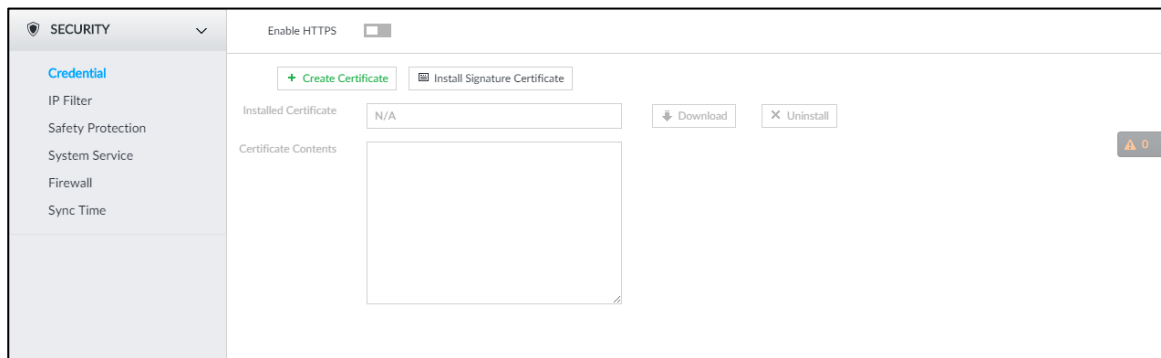 SECURITY
Enable HTTPS
Credential
IP Filter
Safety Protection
System Service
Firewall
Sync Time
+ Create Certificate
Install Signature Certificate
Installed Certificate
N/A
Download
Uninstall
Certificate Contents
0